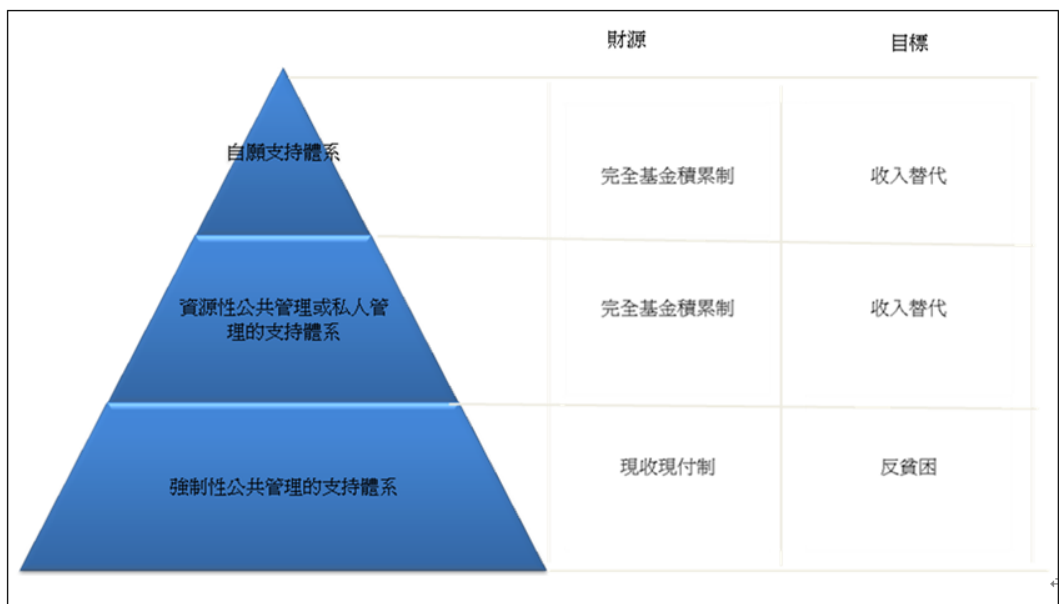 財源
目標
自願支持體系
完全基金積累制
收入替代
資源性公共管理或私人管
理的支持體系
完全基金積累制
收入替代
強制性公共管理的支持體系
現收現付制
反貧困